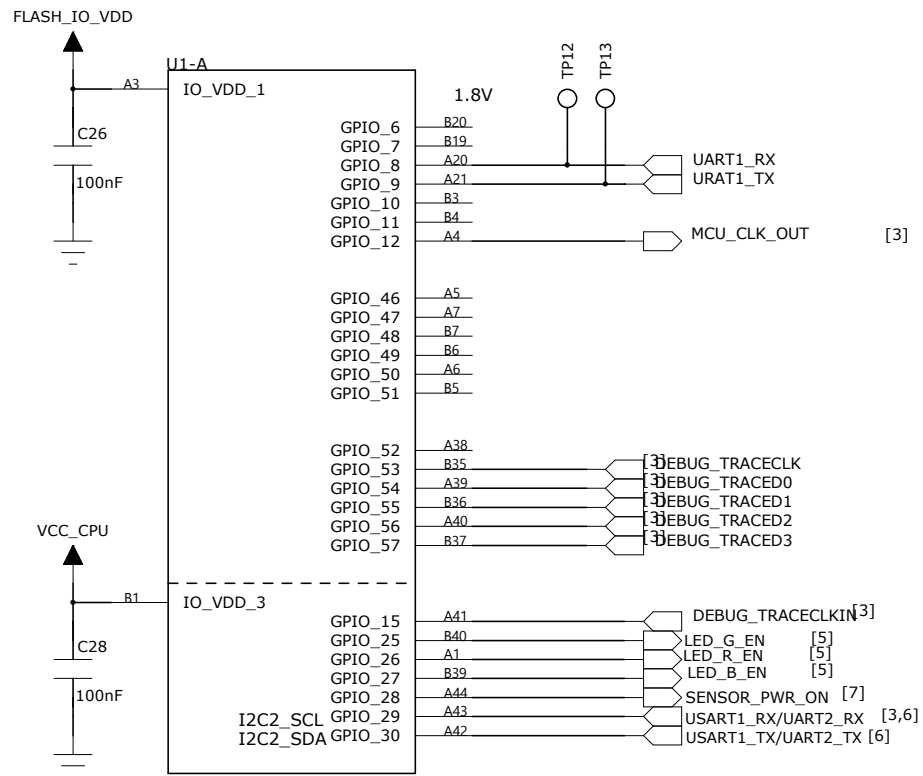 FLASH_IO_VDD
TP12
TP13
U1-A
A3
IO_VDD_1
1.8V
C26
100nF
GPIO_6 B20
GPIO_7 B19
GPIO_8 A20 UART1_RX
GPIO_9 A21 URAT1_TX
GPIO_10 B3
GPIO_11 B4
GPIO_12 A4 MCU_CLK_OUT [3]
GPIO_46 A5
GPIO_47 A7
GPIO_48 B7
GPIO_49 B6
GPIO_50 A6
GPIO_51 B5
GPIO_52 A38
GPIO_53 B35 [3] DEBUG_TRACECLK
GPIO_54 A39 [3] DEBUG_TRACED0
GPIO_55 B36 [3] DEBUG_TRACED1
GPIO_56 A40 [3] DEBUG_TRACED2
GPIO_57 B37 [3] DEBUG_TRACED3
VCC_CPU
B1
IO_VDD_3
C28
100nF
GPIO_15 A41 DEBUG_TRACECLKIN [3]
GPIO_25 B40 LED_G_EN [5]
GPIO_26 A1 LED_R_EN [5]
GPIO_27 B39 LED_B_EN [5]
GPIO_28 A44 SENSOR_PWR_ON [7]
I2C2_SCL GPIO_29 A43 USART1_RX/UART2_RX [3,6]
I2C2_SDA GPIO_30 A42 USART1_TX/UART2_TX [6]